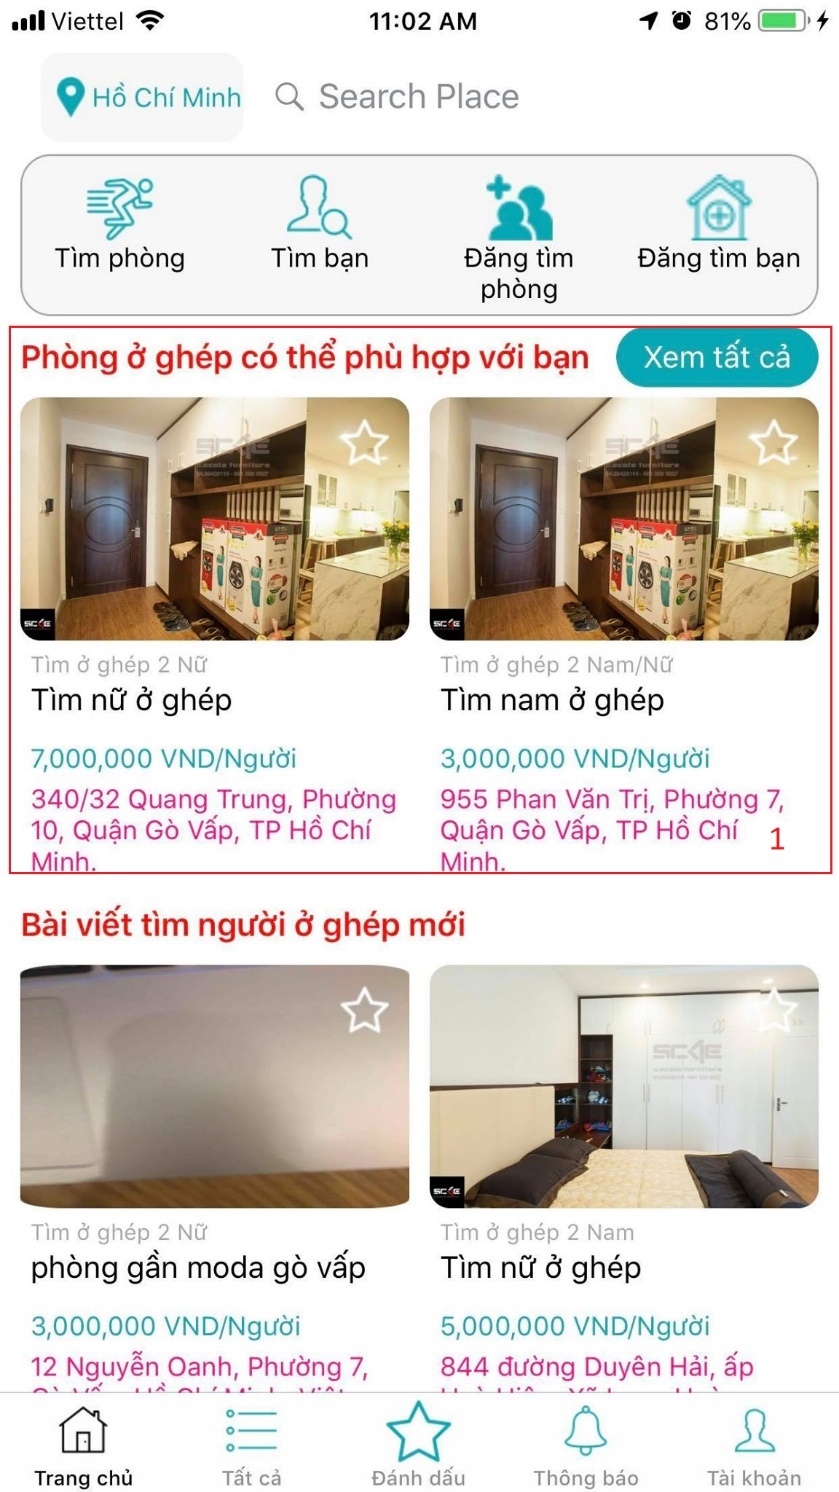 Viettel 11:02 AM 81%
Hồ Chí Minh Search Place
Tìm phòng Tìm bạn Đăng tìm phòng Đăng tìm bạn
Phòng ở ghép có thể phù hợp với bạn Xem tất cả
SC4E
SC4E
Tìm ở ghép 2 Nữ
Tìm nữ ở ghép
7,000,000 VND/Người
340/32 Quang Trung, Phường
10, Quận Gò Vấp, TP Hồ Chí
Minh.
Tìm ở ghép 2 Nam/Nữ
Tìm nam ở ghép
3,000,000 VND/Người
955 Phan Văn Trị, Phường 7,
Quận Gò Vấp, TP Hồ Chí
Minh.
1
Bài viết tìm người ở ghép mới
Tìm ở ghép 2 Nữ
phòng gần moda gò vấp
3,000,000 VND/Người
12 Nguyễn Oanh, Phường 7,
SC4E
Tìm ở ghép 2 Nam
Tìm nữ ở ghép
5,000,000 VND/Người
844 đường Duyên Hải, ấp
Trang chủ Tất cả Đánh dấu Thông báo Tài khoản